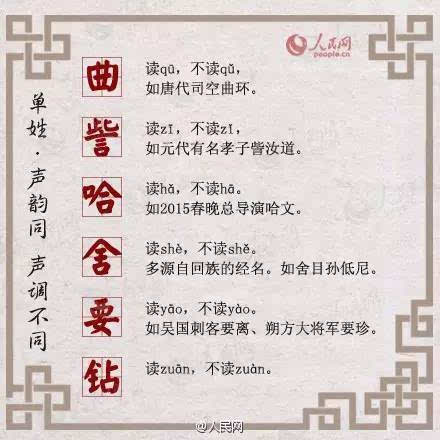 人民网
people.cn
单姓·声韵同 声调不同
曲
读qū，不读qǔ，
如唐代司空曲环。
訾
读zī，不读zī，
如元代有名孝子訾汝道。
哈
读hǎ，不读hā。
如2015春晚总导演哈文。
舍
读shè，不读shě。
多源自回族的经名。如舍目孙低尼。
要
读yāo，不读yào。
如吴国刺客要离、朔方大将军要珍。
钻
读zuān，不读zuàn。
@人民网